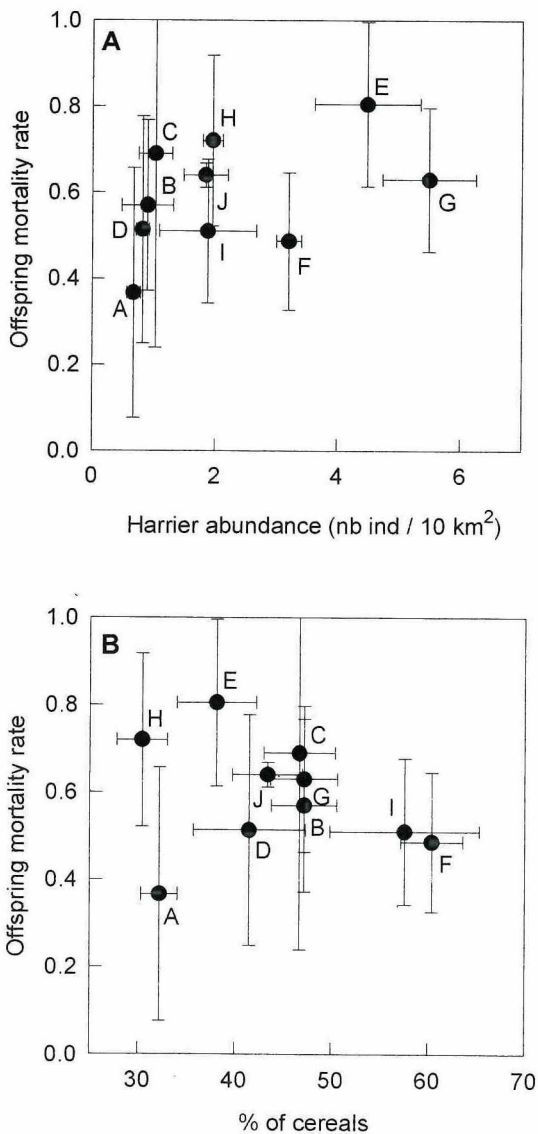 A
Offspring mortality rate
1.0
0.8
0.6
0.4
0.2
0.0
E
H
C
B
J
G
D
I
F
A
0 2 4 6
Harrier abundance (nb ind / 10 km²)
B
Offspring mortality rate
1.0
0.8
0.6
0.4
0.2
0.0
E
H
C
J G
B
D
I
F
A
30 40 50 60 70
% of cereals